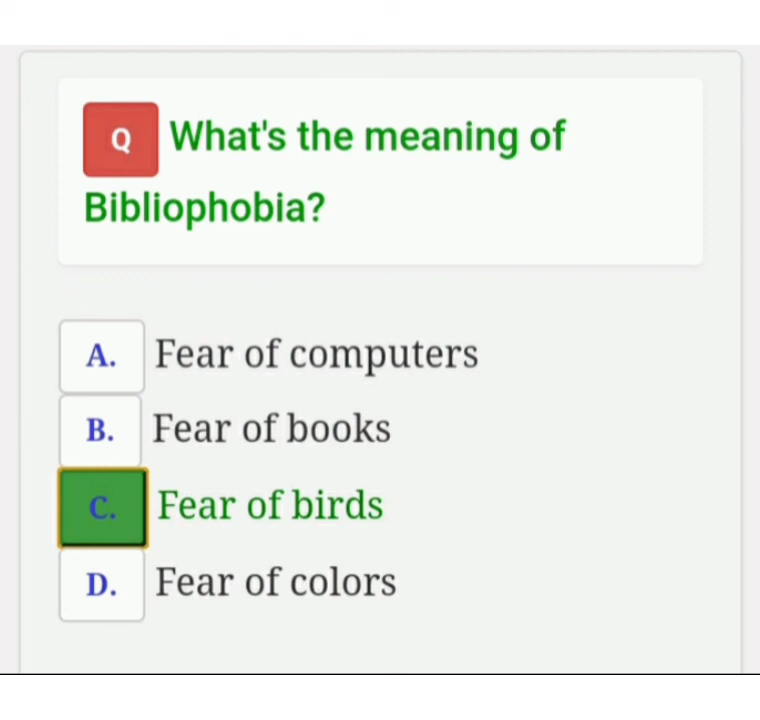 Q What's the meaning of
Bibliophobia?
A. Fear of computers
B. Fear of books
C. Fear of birds
D. Fear of colors